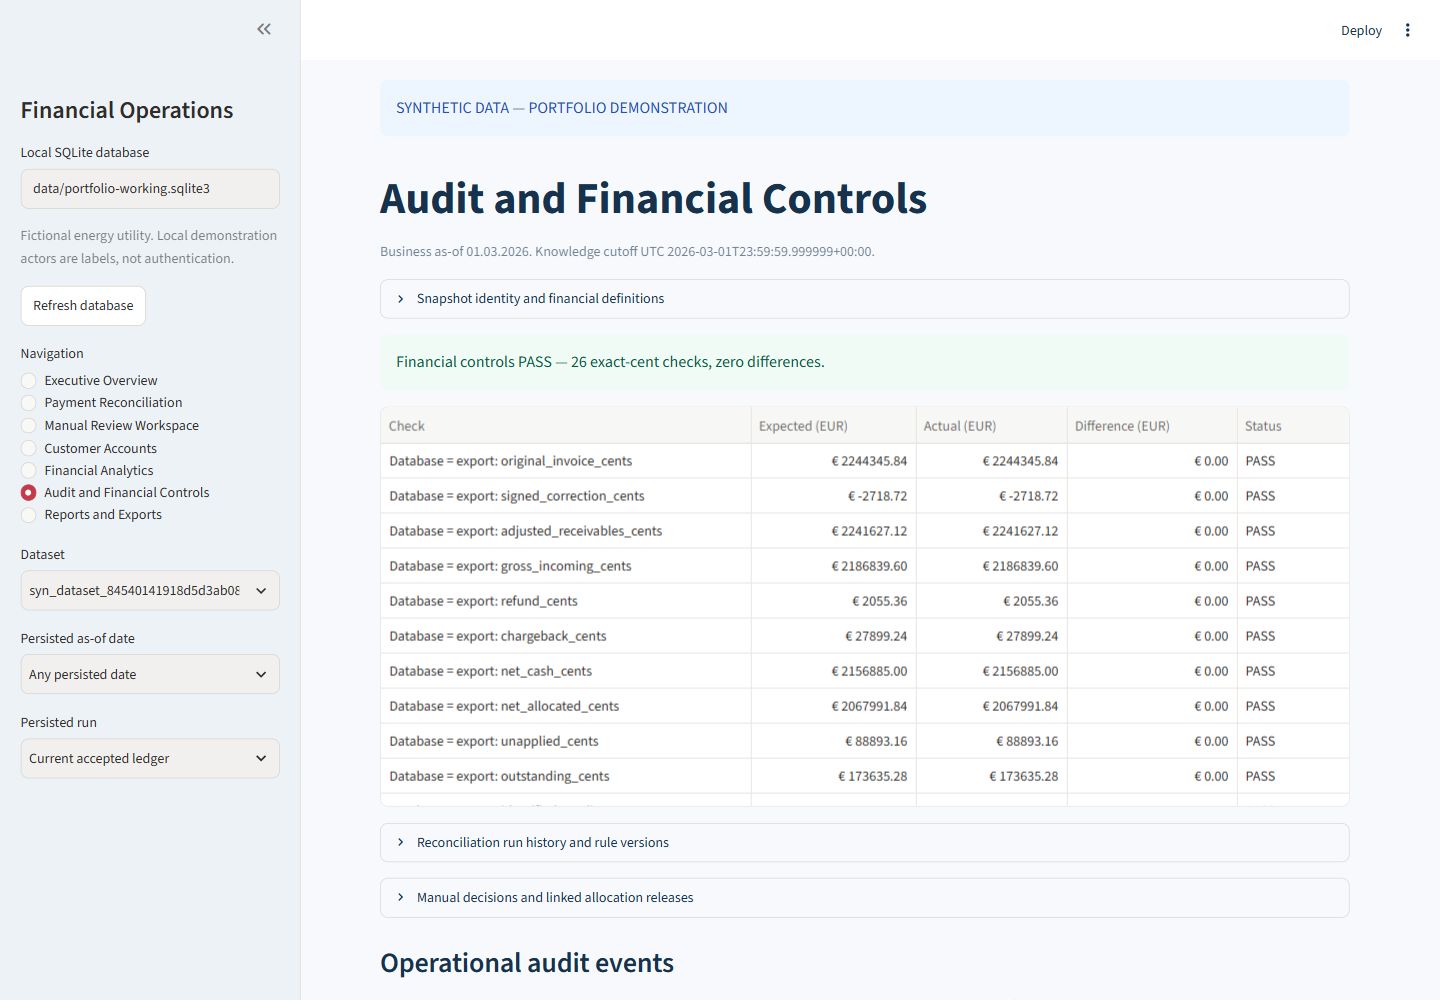 Deploy
Financial Operations
Local SQLite database
data/portfolio-working.sqlite3
Fictional energy utility. Local demonstration
actors are labels, not authentication.
Refresh database
Navigation
Executive Overview
Payment Reconciliation
Manual Review Workspace
Customer Accounts
Financial Analytics
Audit and Financial Controls
Reports and Exports
Dataset
syn_dataset_84540141918d5d3ab08
Persisted as-of date
Any persisted date
Persisted run
Current accepted ledger
SYNTHETIC DATA — PORTFOLIO DEMONSTRATION
Audit and Financial Controls
Business as-of 01.03.2026. Knowledge cutoff UTC 2026-03-01T23:59:59.999999+00:00.
Snapshot identity and financial definitions
Financial controls PASS — 26 exact-cent checks, zero differences.
Check Expected (EUR) Actual (EUR) Difference (EUR) Status
Database = export: original_invoice_cents € 2244345.84 € 2244345.84 € 0.00 PASS
Database = export: signed_correction_cents € -2718.72 € -2718.72 € 0.00 PASS
Database = export: adjusted_receivables_cents € 2241627.12 € 2241627.12 € 0.00 PASS
Database = export: gross_incoming_cents € 2186839.60 € 2186839.60 € 0.00 PASS
Database = export: refund_cents € 2055.36 € 2055.36 € 0.00 PASS
Database = export: chargeback_cents € 27899.24 € 27899.24 € 0.00 PASS
Database = export: net_cash_cents € 2156885.00 € 2156885.00 € 0.00 PASS
Database = export: net_allocated_cents € 2067991.84 € 2067991.84 € 0.00 PASS
Database = export: unapplied_cents € 88893.16 € 88893.16 € 0.00 PASS
Database = export: outstanding_cents € 173635.28 € 173635.28 € 0.00 PASS
Reconciliation run history and rule versions
Manual decisions and linked allocation releases
Operational audit events